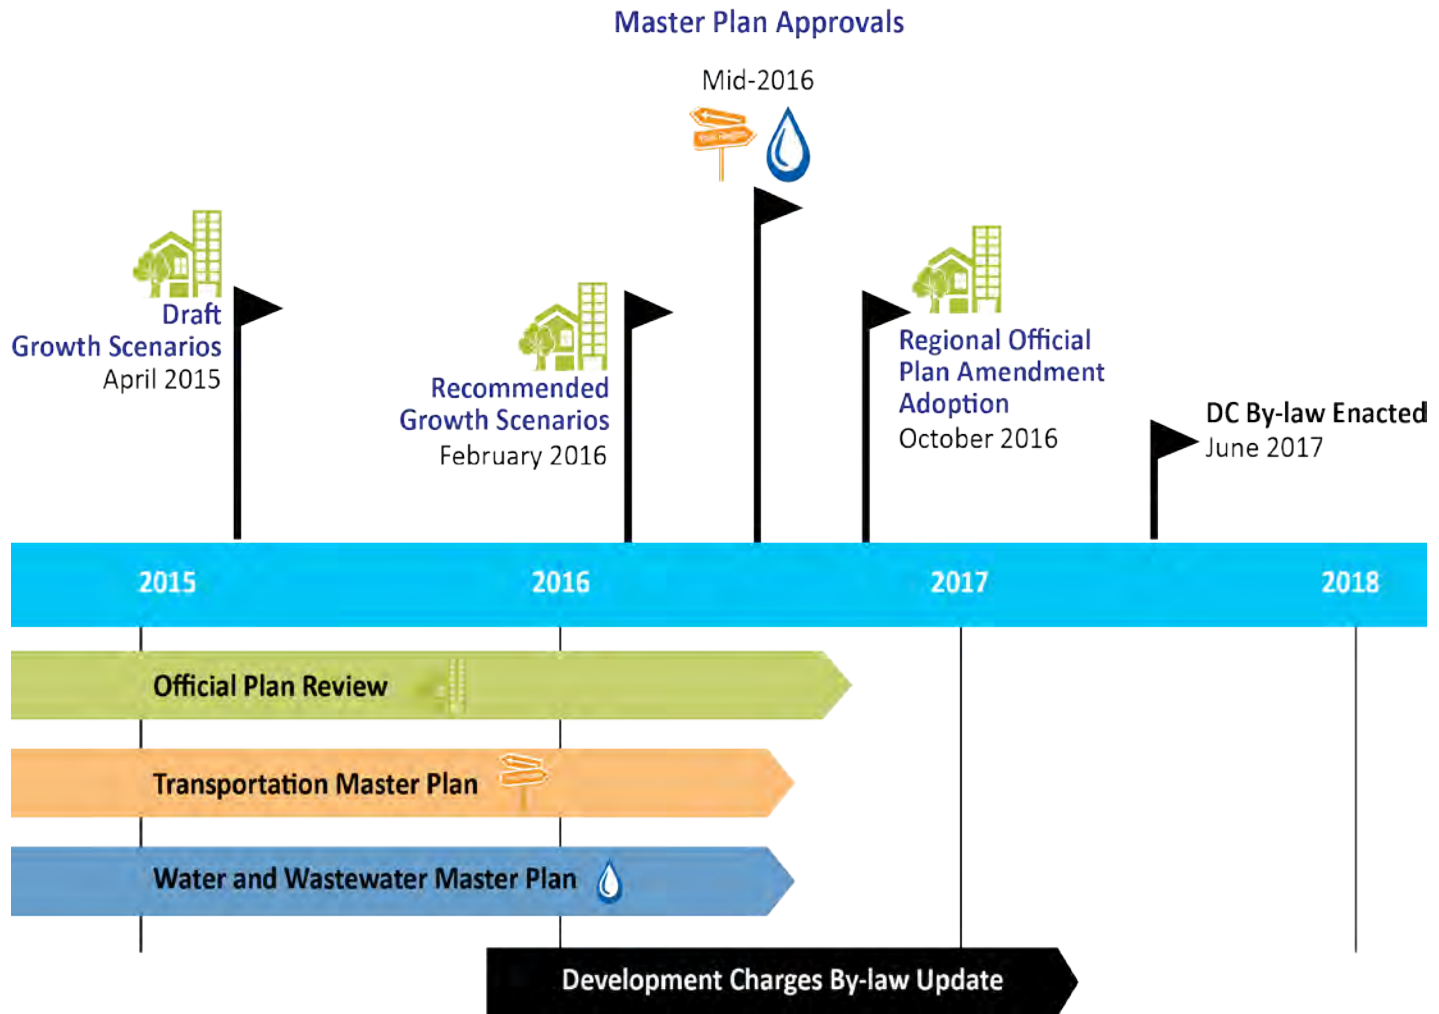 Master Plan Approvals
Mid-2016
Draft
Growth Scenarios
April 2015
Recommended
Growth Scenarios
February 2016
Regional Official
Plan Amendment
Adoption
October 2016
DC By-law Enacted
June 2017
2015
2016
2017
2018
Official Plan Review
Transportation Master Plan
Water and Wastewater Master Plan
Development Charges By-law Update